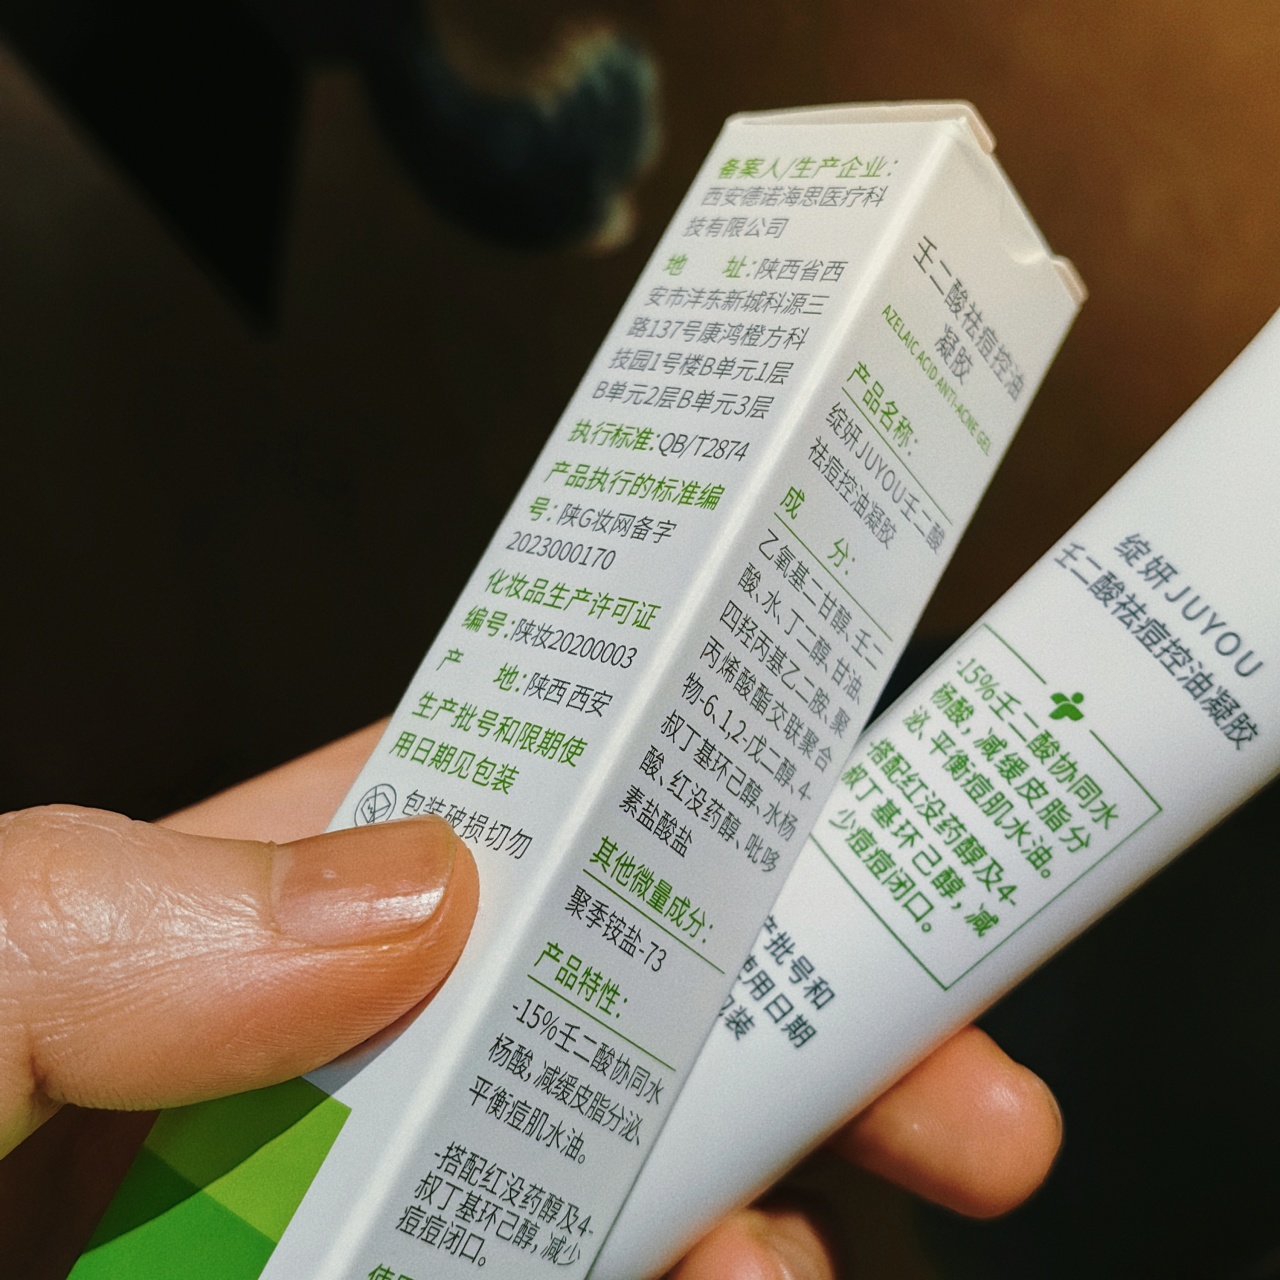 备案人/生产企业:
西安德诺海思医疗科
技有限公司
地 址:陕西省西
安市沣东新城科源三
路137号康鸿橙方科
技园1号楼B单元1层
B单元2层B单元3层
执行标准:QB/T2874
产品执行的标准编
号:陕G妆网备字
2023000170
化妆品生产许可证
编号:陕妆20200003
产 地:陕西西安
生产批号和限期使
用日期见包装
包装破损切勿
壬二酸祛痘控油
凝胶
AZELAIC ACID ANTI-ACNE GEL
产品名称:
绽妍JUYOU壬二酸
祛痘控油凝胶
成 分:
乙氧基二甘醇、壬二
酸、水、丁二醇、甘油、
四羟丙基乙二胺、聚
丙烯酸酯交联聚合
物-6、1,2-戊二醇、4-
叔丁基环己醇、水杨
酸、红没药醇、吡哆
素盐酸盐
其他微量成分:
聚季铵盐-73
产品特性:
-15%壬二酸协同水
杨酸,减缓皮脂分泌、
平衡痘肌水油。
-搭配红没药醇及4-
叔丁基环己醇,减少
痘痘闭口。
绽妍JUYOU
壬二酸祛痘控油凝胶
-15%壬二酸协同水
杨酸,减缓皮脂分
泌、平衡痘肌水油。
-搭配红没药醇及4-
叔丁基环己醇,减
少痘痘闭口。
产批号和
使用日期
包装